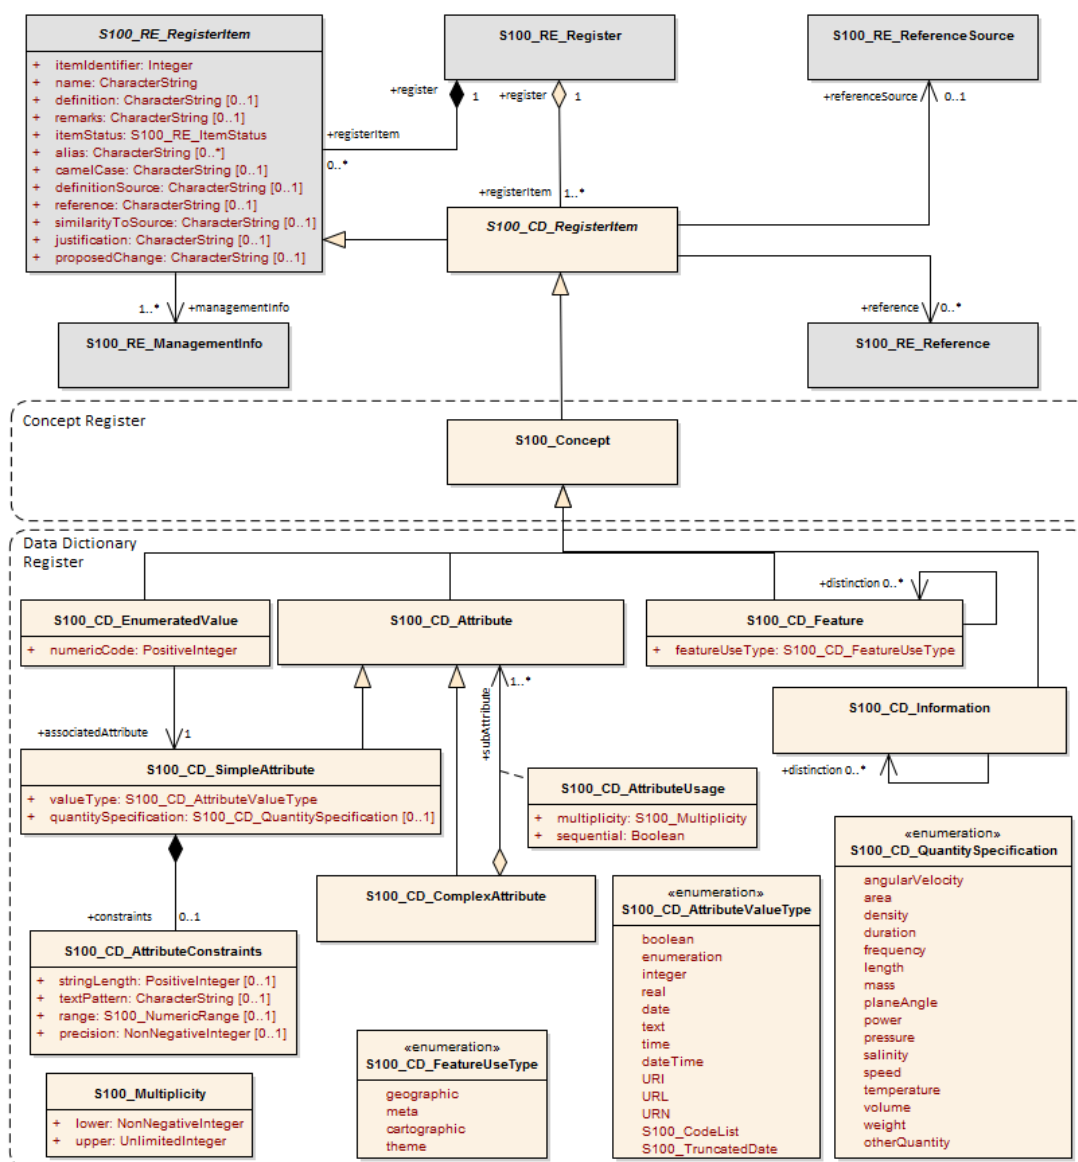 S100_RE_RegisterItem
+ itemIdentifier: Integer
+ name: CharacterString
+ definition: CharacterString [0..1]
+ remarks: CharacterString [0..1]
+ itemStatus: S100_RE_ItemStatus
+ alias: CharacterString [0..*]
+ camelCase: CharacterString [0..1]
+ definitionSource: CharacterString [0..1]
+ reference: CharacterString [0..1]
+ similarityToSource: CharacterString [0..1]
+ justification: CharacterString [0..1]
+ proposedChange: CharacterString [0..1]
S100_RE_Register
S100_RE_ReferenceSource
+register 1
+register 1
+referenceSource 0..1
+registerItem
0..*
+registerItem 1..*
S100_CD_RegisterItem
1..* +managementInfo
+reference 0..*
S100_RE_ManagementInfo
S100_RE_Reference
Concept Register
S100_Concept
Data Dictionary
Register
+distinction 0..*
S100_CD_EnumeratedValue
+ numericCode: PositiveInteger
S100_CD_Attribute
S100_CD_Feature
+ featureUseType: S100_CD_FeatureUseType
1..*
+subAttribute
S100_CD_Information
+associatedAttribute 1
+distinction 0..*
S100_CD_SimpleAttribute
+ valueType: S100_CD_AttributeValueType
+ quantitySpecification: S100_CD_QuantitySpecification [0..1]
S100_CD_AttributeUsage
+ multiplicity: S100_Multiplicity
+ sequential: Boolean
«enumeration»
S100_CD_QuantitySpecification
angularVelocity
area
density
duration
frequency
length
mass
planeAngle
power
pressure
salinity
speed
temperature
volume
weight
otherQuantity
S100_CD_ComplexAttribute
«enumeration»
S100_CD_AttributeValueType
boolean
enumeration
integer
real
date
text
time
dateTime
URI
URL
URN
S100_CodeList
S100_TruncatedDate
+constraints 0..1
S100_CD_AttributeConstraints
+ stringLength: PositiveInteger [0..1]
+ textPattern: CharacterString [0..1]
+ range: S100_NumericRange [0..1]
+ precision: NonNegativeInteger [0..1]
«enumeration»
S100_CD_FeatureUseType
geographic
meta
cartographic
theme
S100_Multiplicity
+ lower: NonNegativeInteger
+ upper: UnlimitedInteger